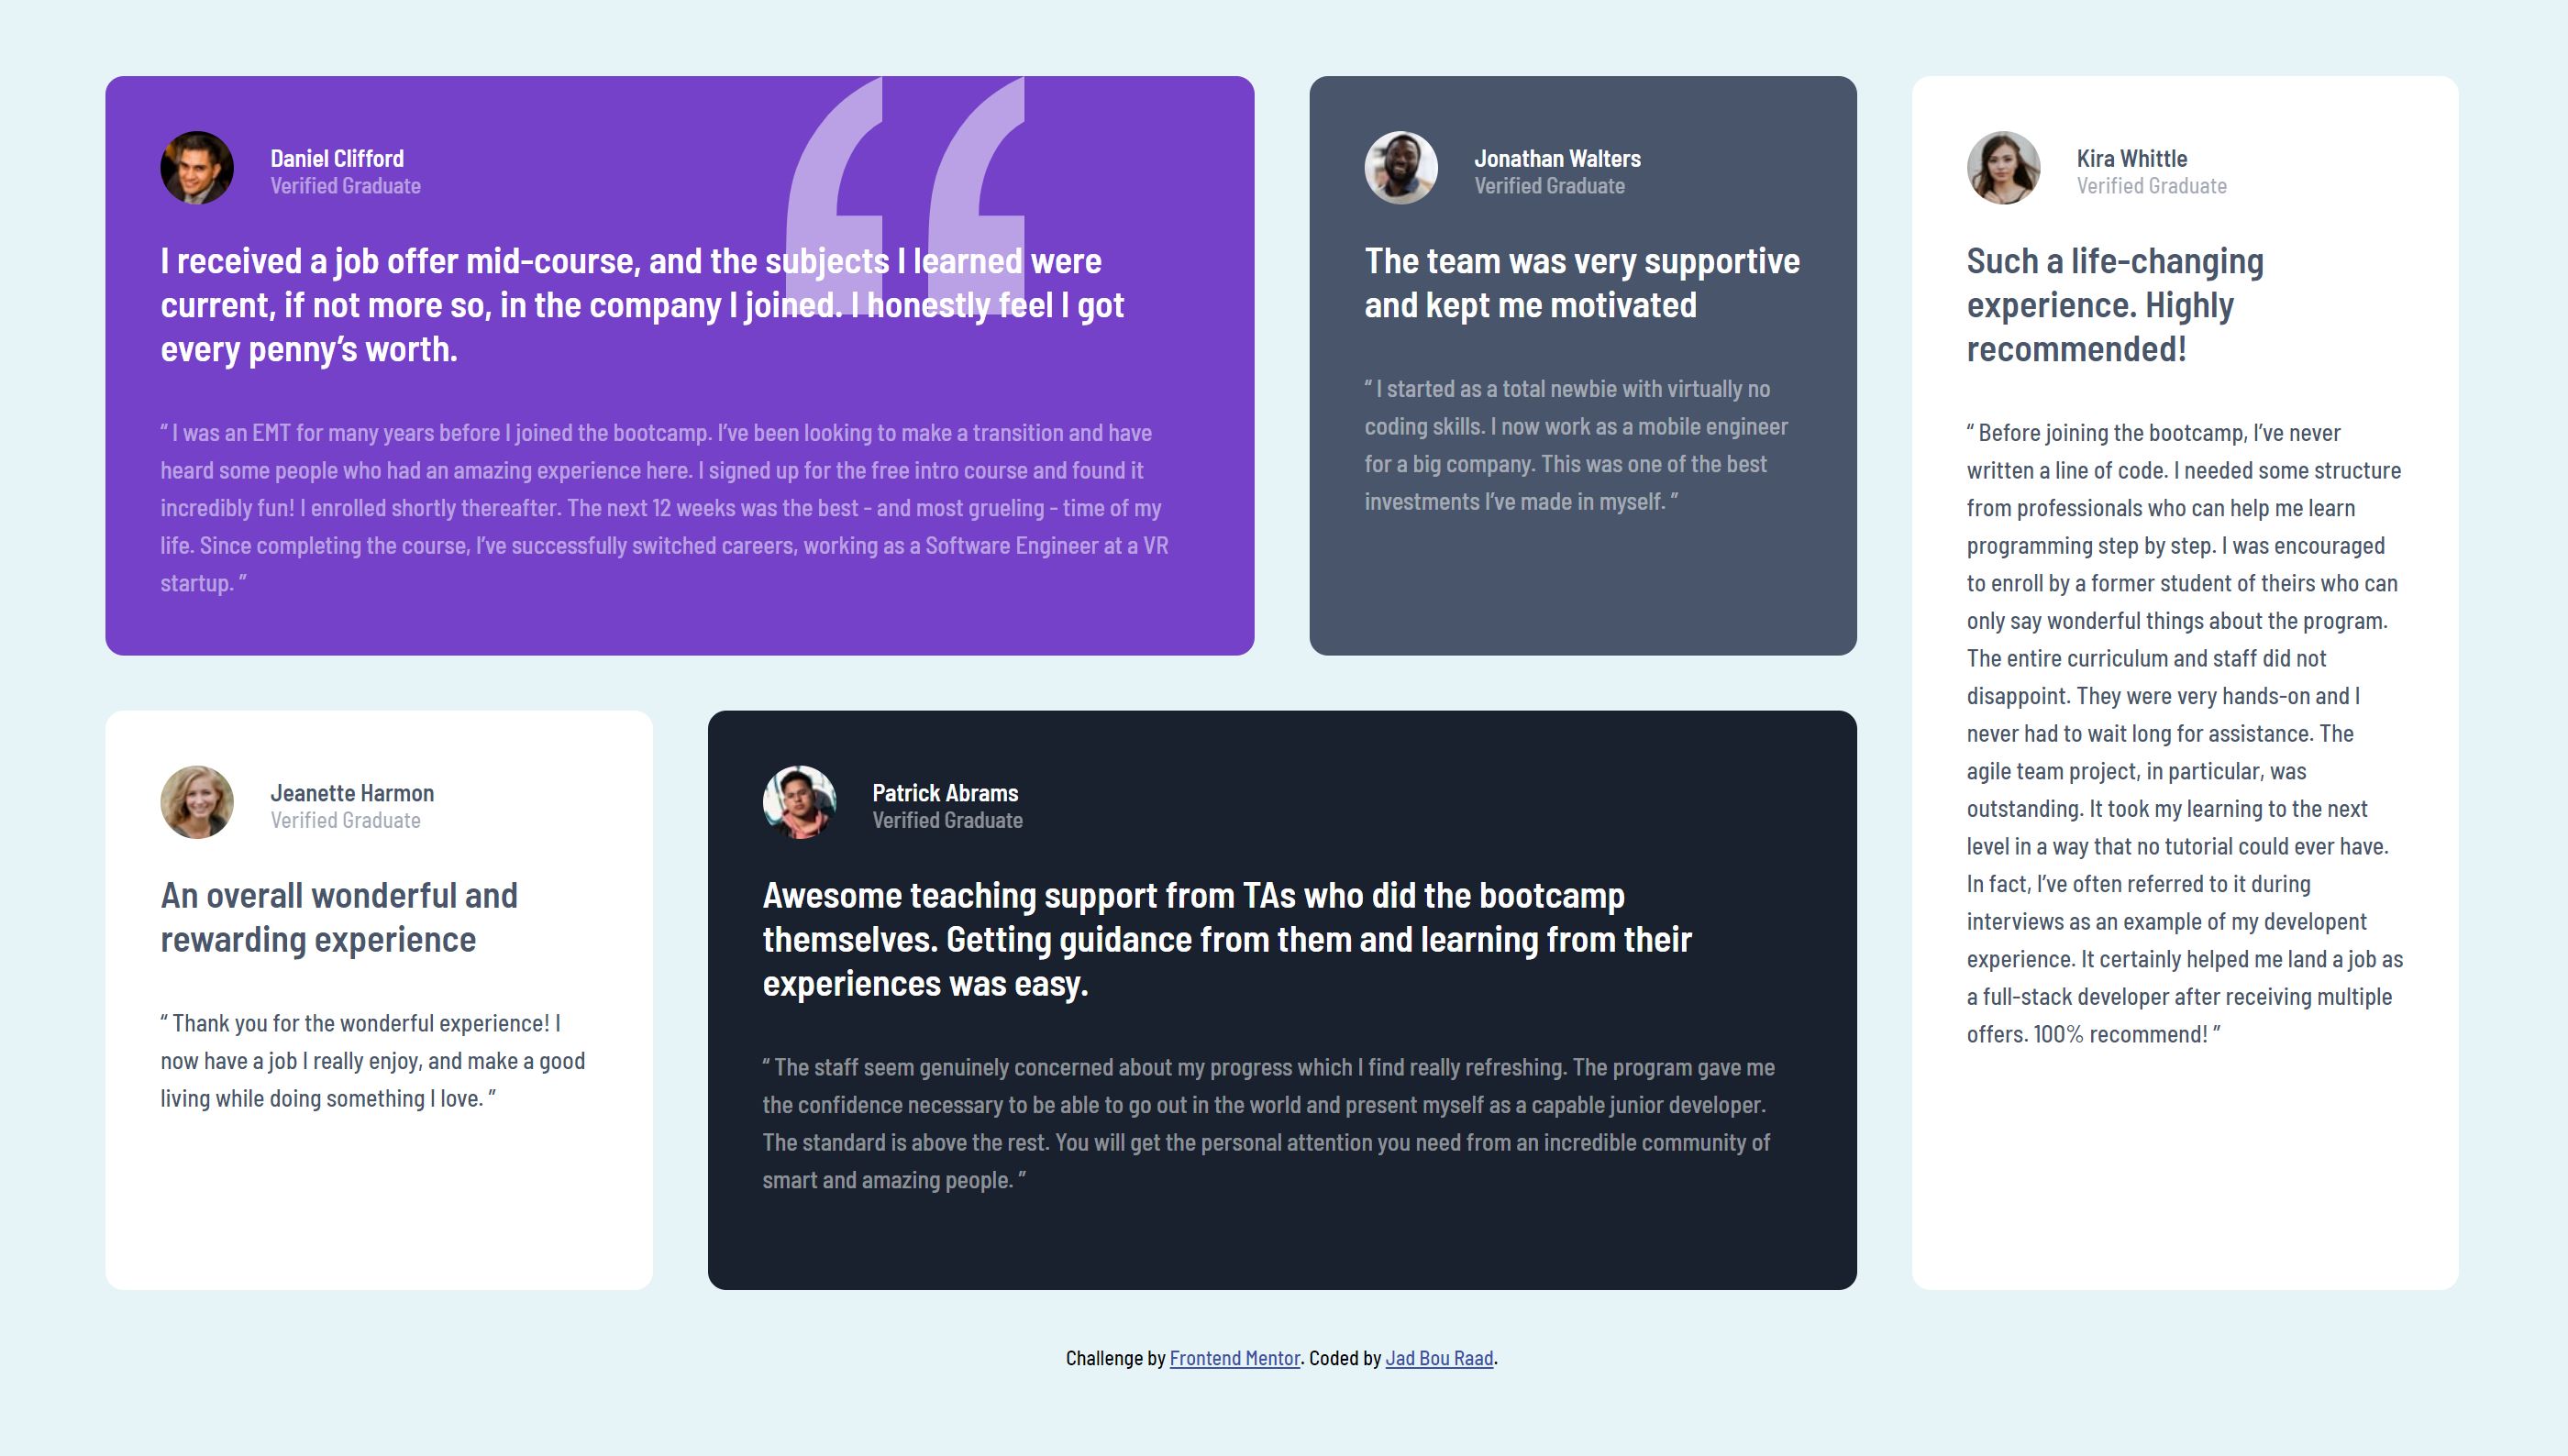 Daniel Clifford
Verified Graduate
I received a job offer mid-course, and the subjects I learned were
current, if not more so, in the company I joined. I honestly feel I got
every penny’s worth.
“ I was an EMT for many years before I joined the bootcamp. I’ve been looking to make a transition and have
heard some people who had an amazing experience here. I signed up for the free intro course and found it
incredibly fun! I enrolled shortly thereafter. The next 12 weeks was the best - and most grueling - time of my
life. Since completing the course, I’ve successfully switched careers, working as a Software Engineer at a VR
startup. ”
Jonathan Walters
Verified Graduate
The team was very supportive
and kept me motivated
“ I started as a total newbie with virtually no
coding skills. I now work as a mobile engineer
for a big company. This was one of the best
investments I’ve made in myself. ”
Kira Whittle
Verified Graduate
Such a life-changing
experience. Highly
recommended!
“ Before joining the bootcamp, I’ve never
written a line of code. I needed some structure
from professionals who can help me learn
programming step by step. I was encouraged
to enroll by a former student of theirs who can
only say wonderful things about the program.
The entire curriculum and staff did not
disappoint. They were very hands-on and I
never had to wait long for assistance. The
agile team project, in particular, was
outstanding. It took my learning to the next
level in a way that no tutorial could ever have.
In fact, I’ve often referred to it during
interviews as an example of my developent
experience. It certainly helped me land a job as
a full-stack developer after receiving multiple
offers. 100% recommend! ”
Jeanette Harmon
Verified Graduate
An overall wonderful and
rewarding experience
“ Thank you for the wonderful experience! I
now have a job I really enjoy, and make a good
living while doing something I love. ”
Patrick Abrams
Verified Graduate
Awesome teaching support from TAs who did the bootcamp
themselves. Getting guidance from them and learning from their
experiences was easy.
“ The staff seem genuinely concerned about my progress which I find really refreshing. The program gave me
the confidence necessary to be able to go out in the world and present myself as a capable junior developer.
The standard is above the rest. You will get the personal attention you need from an incredible community of
smart and amazing people. ”
Challenge by Frontend Mentor. Coded by Jad Bou Raad.